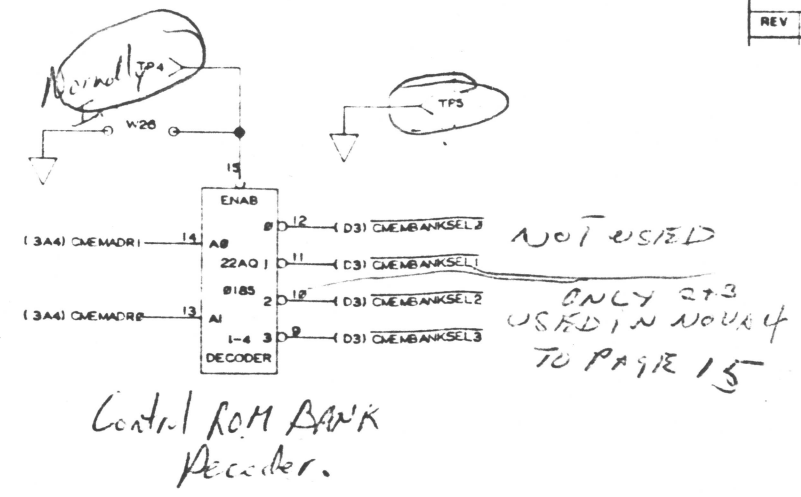 REV
Normally
TP4
TP5
W26
15
ENAB
(3A4) CMEMADR1 14 A0
0 12 (D3) CMEMBANKSEL0 NOT USED
22AQ 1 11 (D3) CMEMBANKSEL1
0185
2 10 (D3) CMEMBANKSEL2 ONLY 2+3
USED IN NOVA 4
(3A4) CMEMADR0 13 A1
1-4 3 9 (D3) CMEMBANKSEL3
DECODER
TO PAGE 15
Control ROM BANK
Decoder.